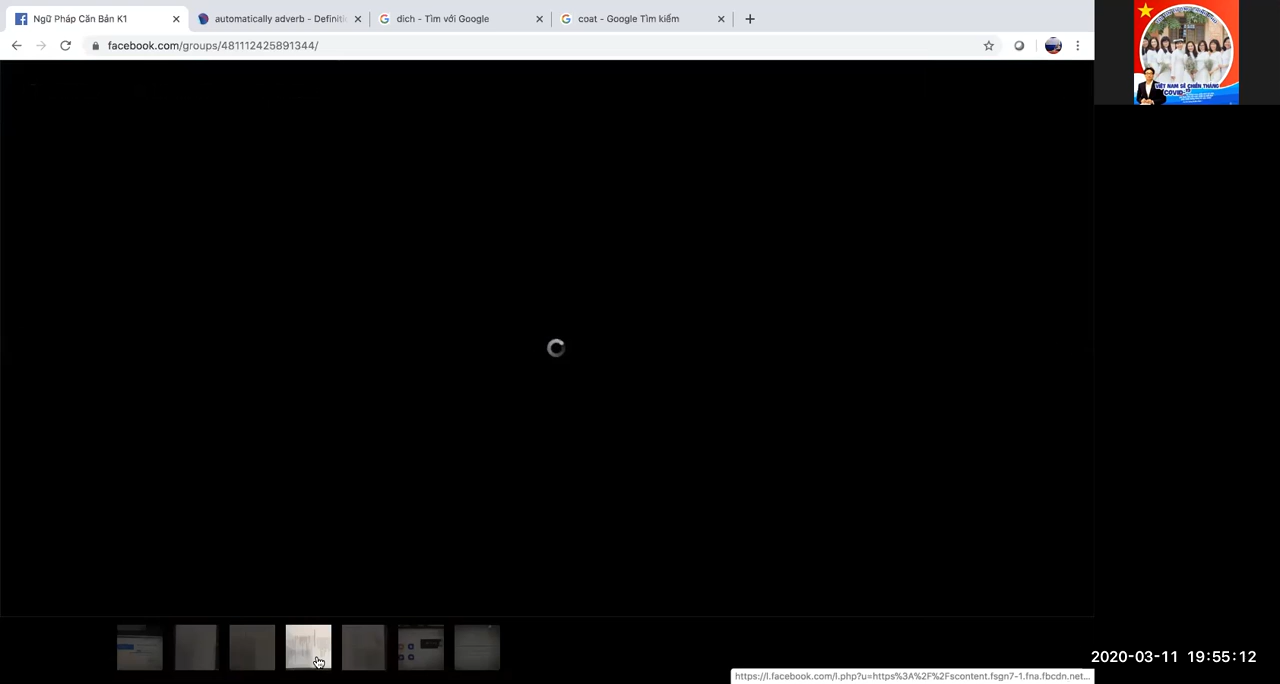 Ngữ Pháp Căn Bản K1
automatically adverb - Definiti
dich - Tìm với Google
coat - Google Tìm kiếm
facebook.com/groups/481112425891344/
VIỆT NAM SẼ CHIẾN THẮNG
COVID-19
2020-03-11 19:55:12
https://l.facebook.com/l.php?u=https%3A%2F%2Fscontent.fsgn7-1.fna.fbcdn.net...